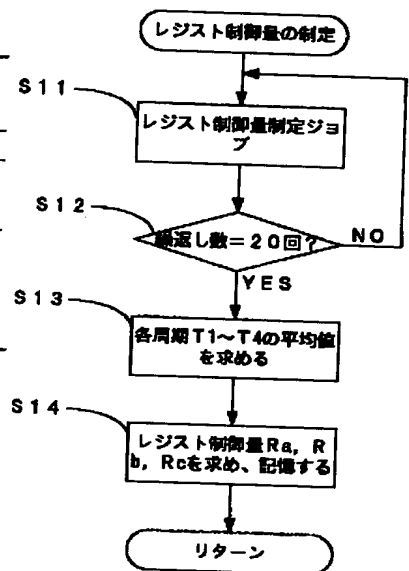 レジスト制御量の制定
S11
レジスト制御量制定ジョ
ブ
S12
繰返し数=20回?
NO
YES
S13
各周期T1~T4の平均値
を求める
S14
レジスト制御量Ra, R
b, Rcを求め、記憶する
リターン